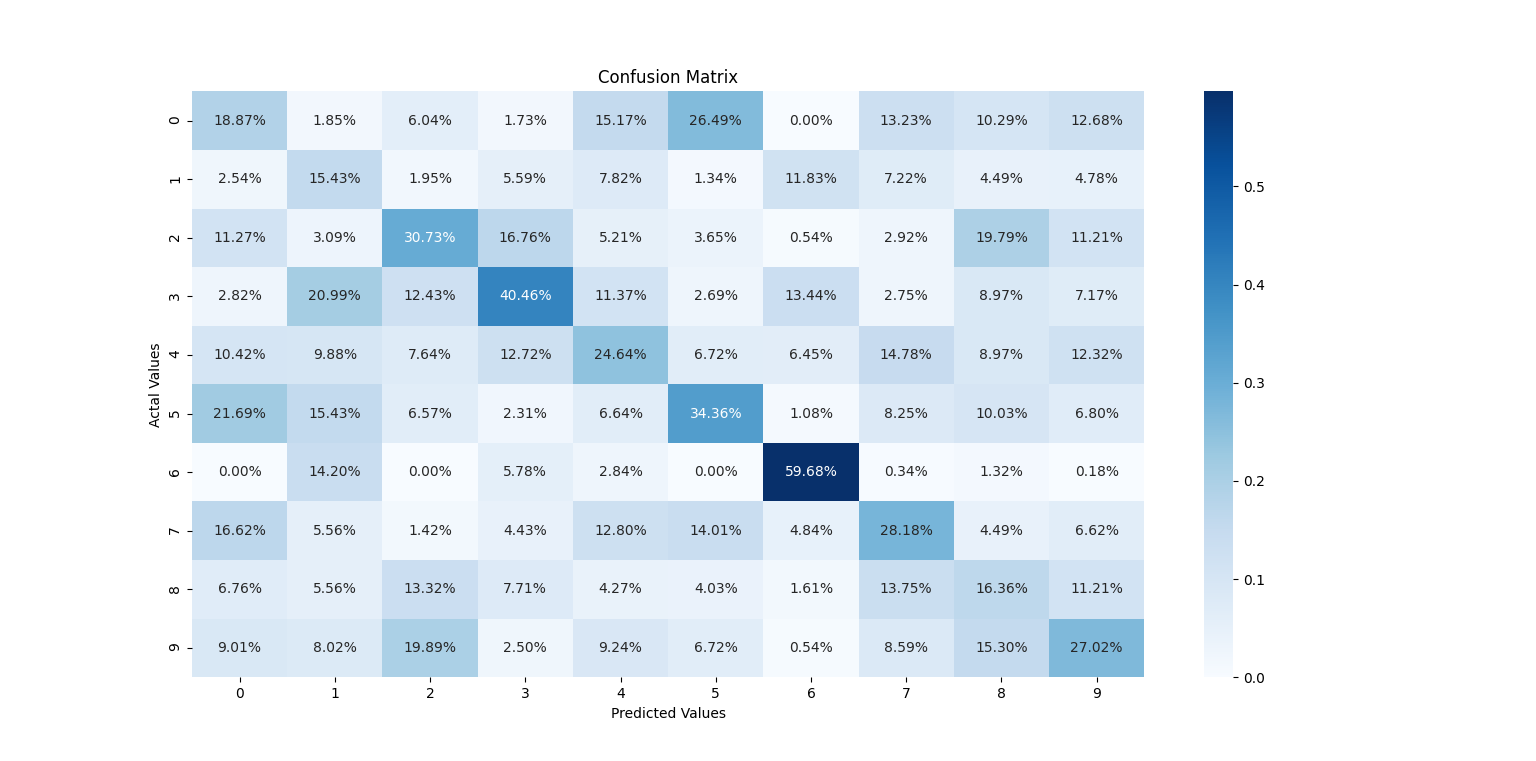 Confusion Matrix
0 18.87% 1.85% 6.04% 1.73% 15.17% 26.49% 0.00% 13.23% 10.29% 12.68%
1 2.54% 15.43% 1.95% 5.59% 7.82% 1.34% 11.83% 7.22% 4.49% 4.78%
2 11.27% 3.09% 30.73% 16.76% 5.21% 3.65% 0.54% 2.92% 19.79% 11.21%
3 2.82% 20.99% 12.43% 40.46% 11.37% 2.69% 13.44% 2.75% 8.97% 7.17%
4 10.42% 9.88% 7.64% 12.72% 24.64% 6.72% 6.45% 14.78% 8.97% 12.32%
5 21.69% 15.43% 6.57% 2.31% 6.64% 34.36% 1.08% 8.25% 10.03% 6.80%
6 0.00% 14.20% 0.00% 5.78% 2.84% 0.00% 59.68% 0.34% 1.32% 0.18%
7 16.62% 5.56% 1.42% 4.43% 12.80% 14.01% 4.84% 28.18% 4.49% 6.62%
8 6.76% 5.56% 13.32% 7.71% 4.27% 4.03% 1.61% 13.75% 16.36% 11.21%
9 9.01% 8.02% 19.89% 2.50% 9.24% 6.72% 0.54% 8.59% 15.30% 27.02%
0 1 2 3 4 5 6 7 8 9
Predicted Values
Actal Values
0.5
0.4
0.3
0.2
0.1
0.0